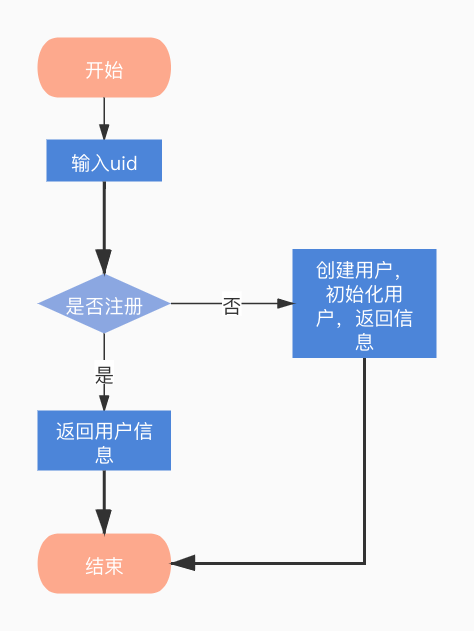 开始
输入uid
是否注册
否
创建用户，
初始化用
户，返回信
息
是
返回用户信
息
结束